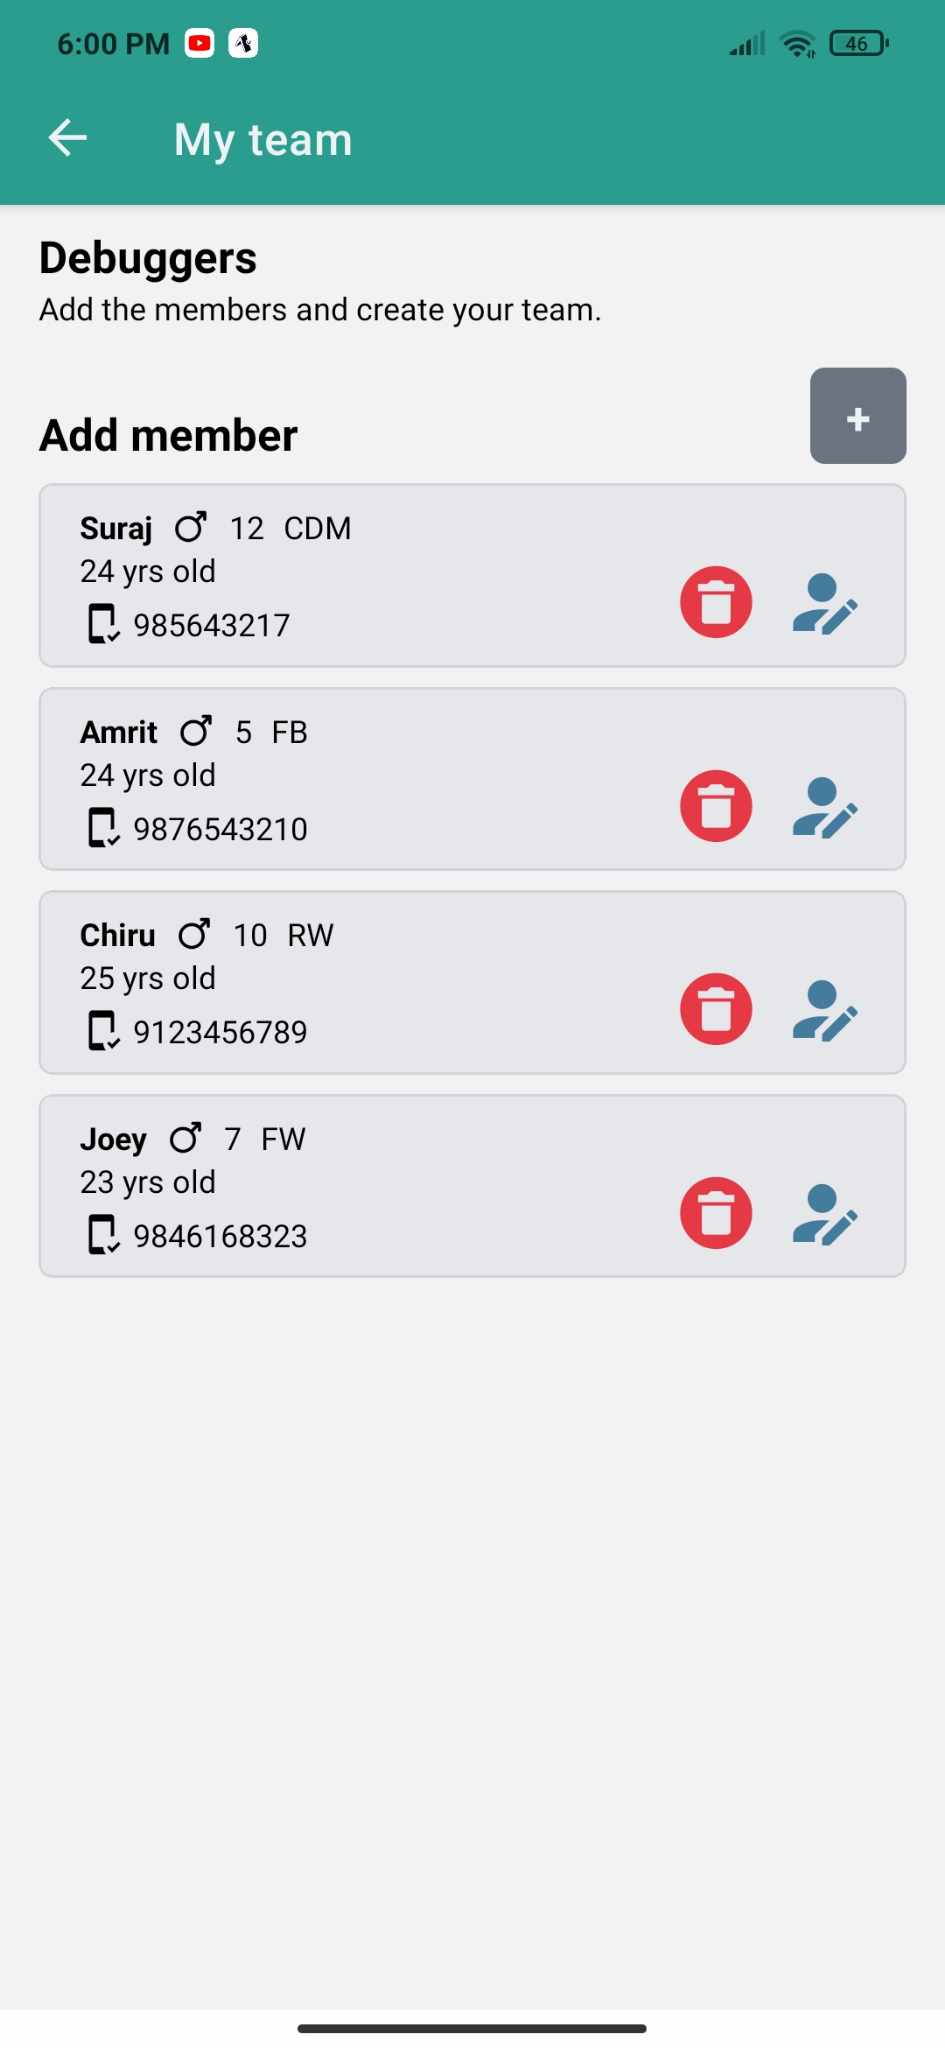 6:00 PM
46
My team
Debuggers
Add the members and create your team.
Add member
+
Suraj ♂ 12 CDM
24 yrs old
985643217
Amrit ♂ 5 FB
24 yrs old
9876543210
Chiru ♂ 10 RW
25 yrs old
9123456789
Joey ♂ 7 FW
23 yrs old
9846168323